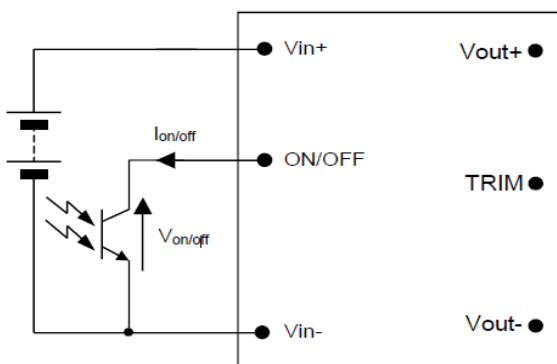 Vin+
Vout+
Ion/off
ON/OFF
TRIM
Von/off
Vin-
Vout-